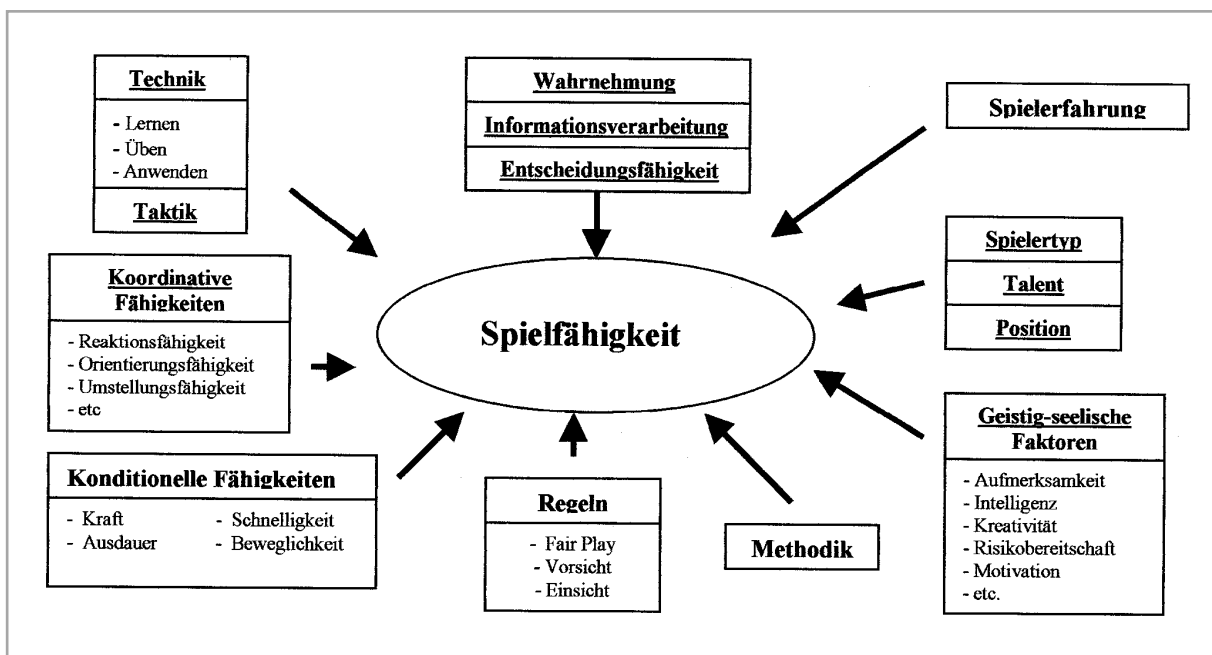 Technik
- Lernen
- Üben
- Anwenden
Taktik
Wahrnehmung
Informationsverarbeitung
Entscheidungsfähigkeit
Spielerfahrung
Koordinative
Fähigkeiten
- Reaktionsfähigkeit
- Orientierungsfähigkeit
- Umstellungsfähigkeit
- etc
Spielfähigkeit
Spielertyp
Talent
Position
Konditionelle Fähigkeiten
- Kraft - Schnelligkeit
- Ausdauer - Beweglichkeit
Regeln
- Fair Play
- Vorsicht
- Einsicht
Methodik
Geistig-seelische
Faktoren
- Aufmerksamkeit
- Intelligenz
- Kreativität
- Risikobereitschaft
- Motivation
- etc.